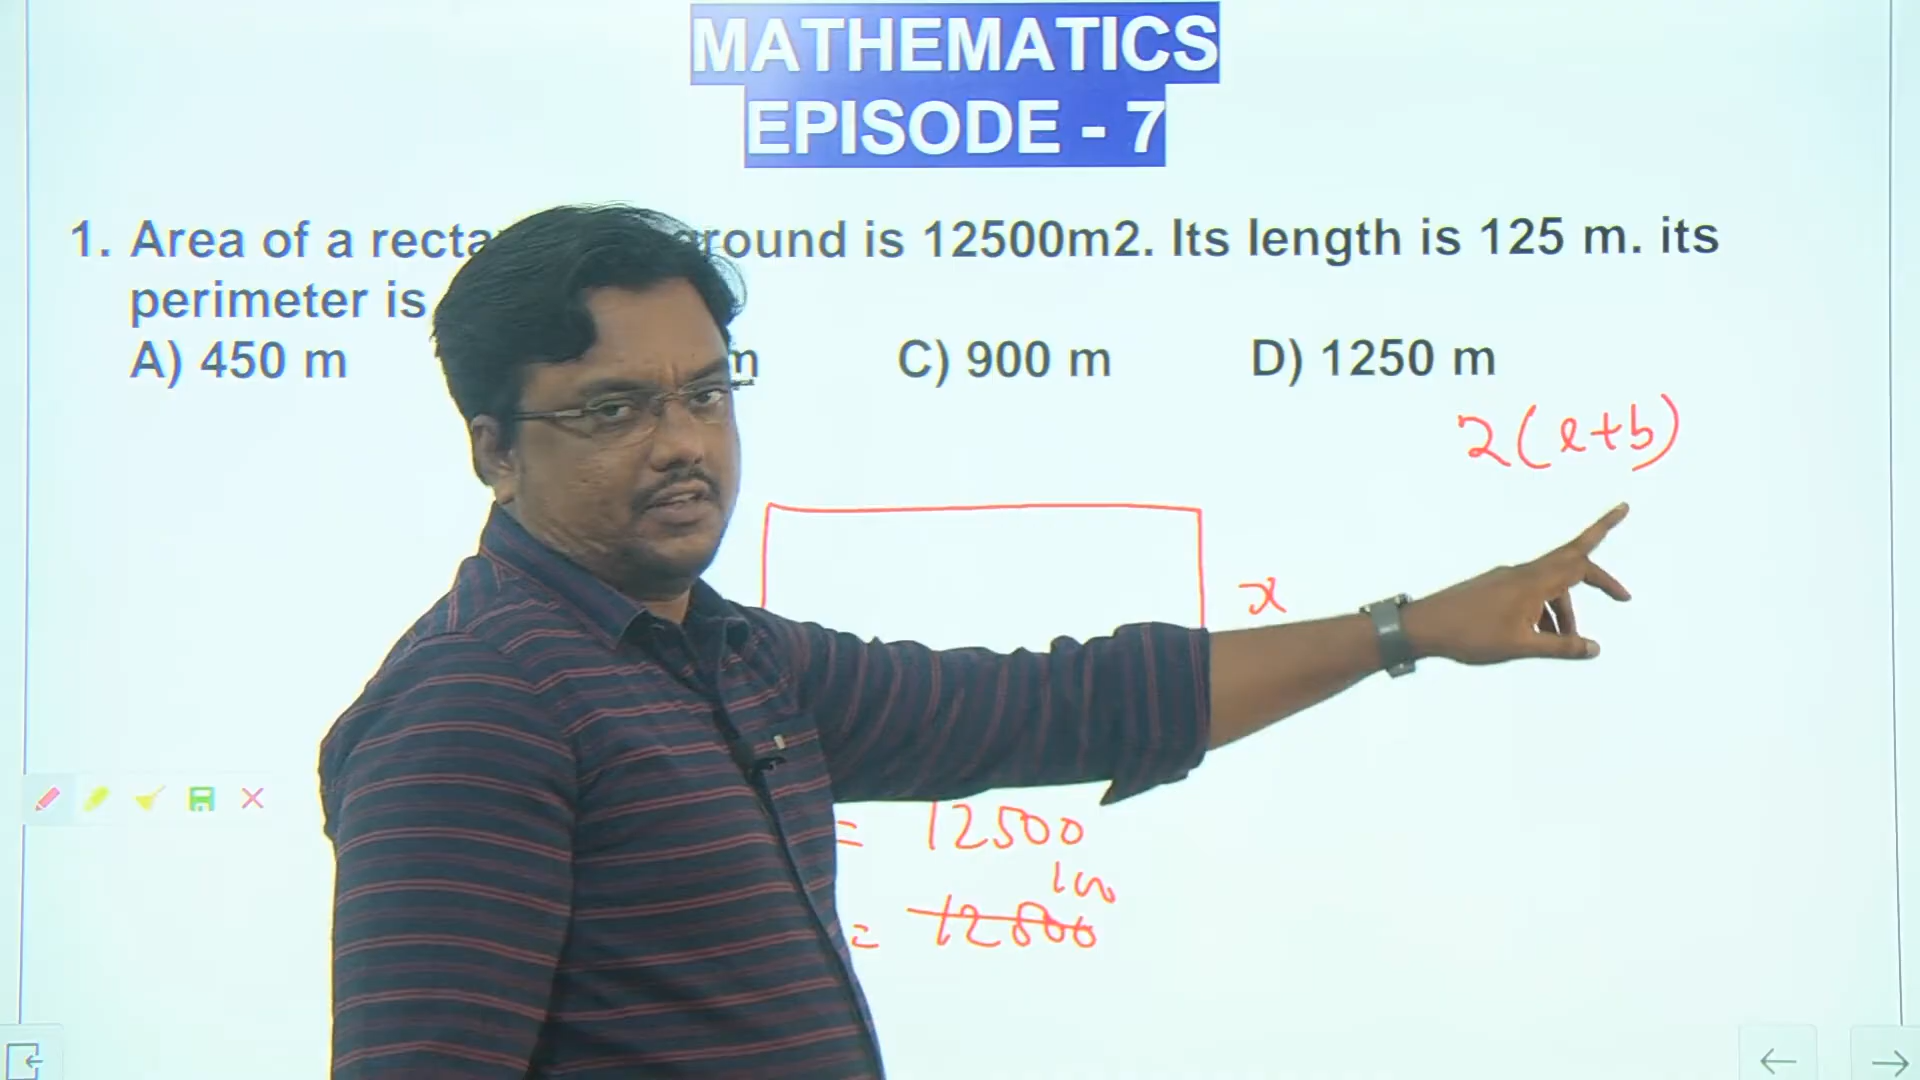 MATHEMATICS
EPISODE - 7
1. Area of a round is 12500m2. Its length is 125 m. its
perimeter is
A) 450 m m C) 900 m D) 1250 m
2(l+b)
x
= 12500
100
= 12500